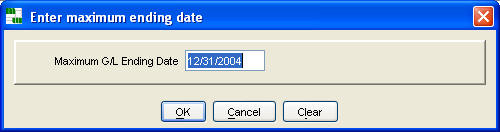 Enter maximum ending date
Maximum G/L Ending Date 12/31/2004
OK Cancel Clear